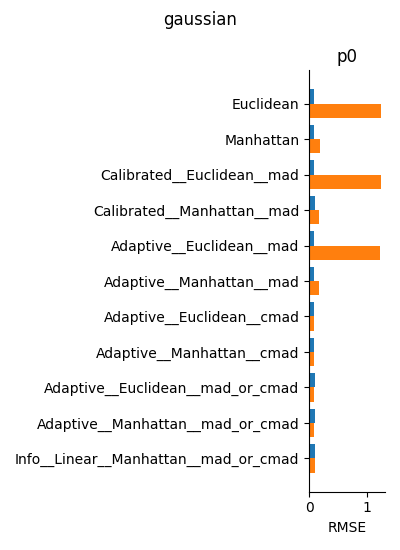 gaussian
p0
Euclidean
Manhattan
Calibrated__Euclidean__mad
Calibrated__Manhattan__mad
Adaptive__Euclidean__mad
Adaptive__Manhattan__mad
Adaptive__Euclidean__cmad
Adaptive__Manhattan__cmad
Adaptive__Euclidean__mad_or_cmad
Adaptive__Manhattan__mad_or_cmad
Info__Linear__Manhattan__mad_or_cmad
0 1
RMSE